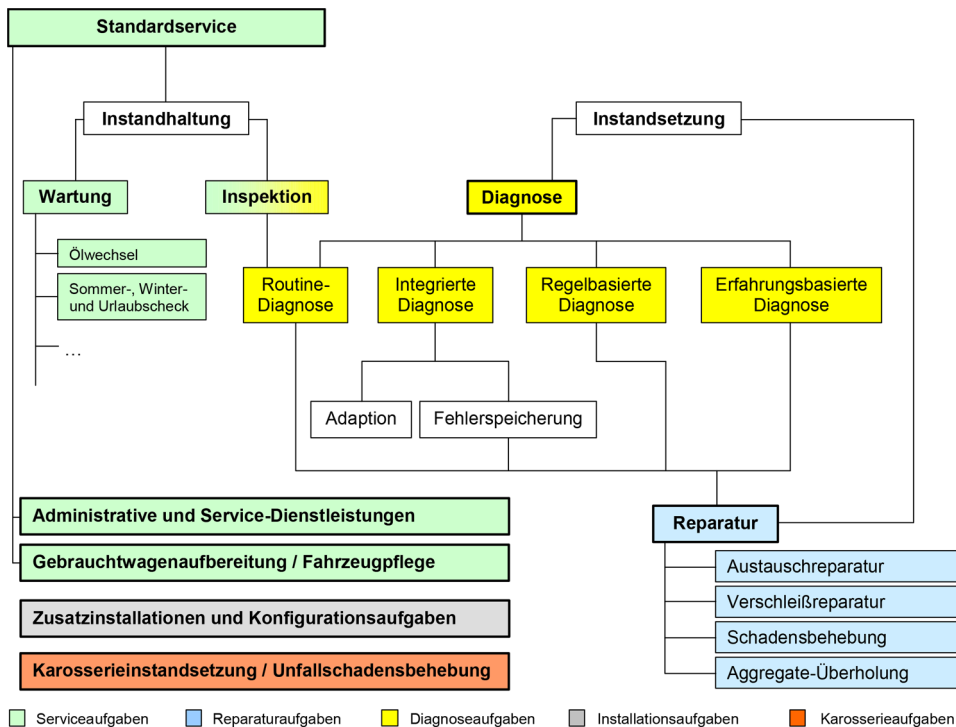 Standardservice
Instandhaltung
Instandsetzung
Wartung
Inspektion
Diagnose
Ölwechsel
Sommer-, Winter-
und Urlaubscheck
…
Routine-
Diagnose
Integrierte
Diagnose
Regelbasierte
Diagnose
Erfahrungsbasierte
Diagnose
Adaption
Fehlerspeicherung
Administrative und Service-Dienstleistungen
Gebrauchtwagenaufbereitung / Fahrzeugpflege
Zusatzinstallationen und Konfigurationsaufgaben
Karosserieinstandsetzung / Unfallschadensbehebung
Reparatur
Austauschreparatur
Verschleißreparatur
Schadensbehebung
Aggregate-Überholung
Serviceaufgaben
Reparaturaufgaben
Diagnoseaufgaben
Installationsaufgaben
Karosserieaufgaben